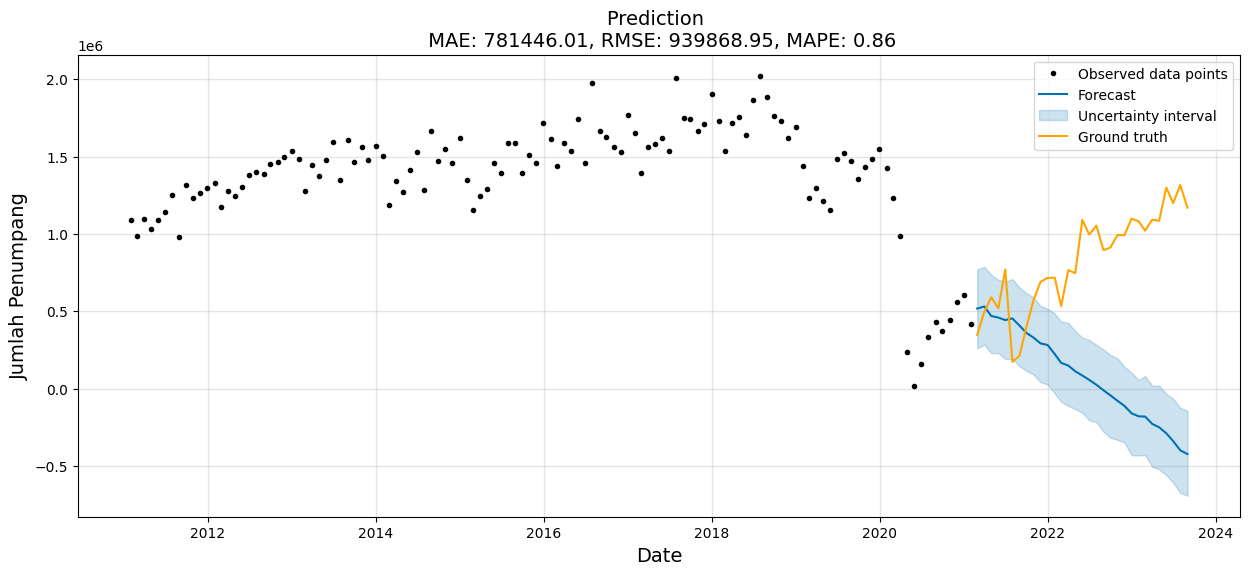 Prediction
MAE: 781446.01, RMSE: 939868.95, MAPE: 0.86
1e6
Observed data points
Forecast
Uncertainty interval
Ground truth
2.0
1.5
1.0
0.5
0.0
−0.5
Jumlah Penumpang
2012
2014
2016
2018
2020
2022
2024
Date